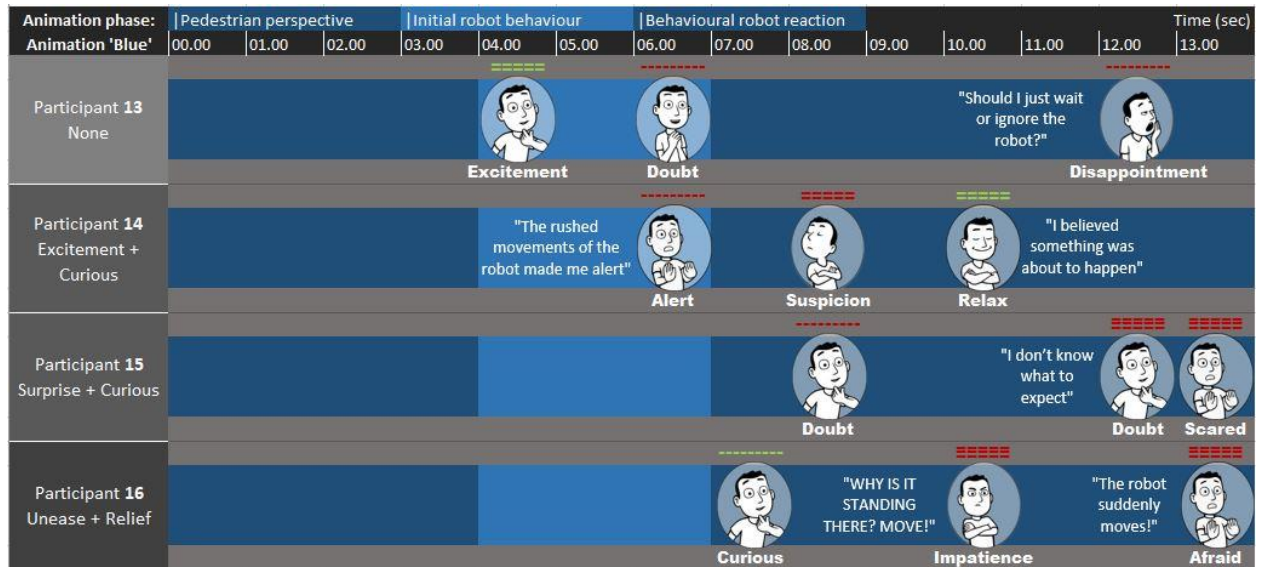 Animation phase: |Pedestrian perspective |Initial robot behaviour |Behavioural robot reaction Time (sec)
Animation 'Blue' |00.00 |01.00 |02.00 |03.00 |04.00 |05.00 |06.00 |07.00 |08.00 |09.00 |10.00 |11.00 |12.00 |13.00
===== --------- ---------
Participant 13
None
"Should I just wait
or ignore the
robot?"
Excitement Doubt Disappointment
--------- ===== =====
Participant 14
Excitement +
Curious
"The rushed
movements of the
robot made me alert"
"I believed
something was
about to happen"
Alert Suspicion Relax
--------- ===== =====
Participant 15
Surprise + Curious
"I don't know
what to
expect"
Doubt Doubt Scared
--------- ===== =====
Participant 16
Unease + Relief
"WHY IS IT
STANDING
THERE? MOVE!"
"The robot
suddenly
moves!"
Curious Impatience Afraid